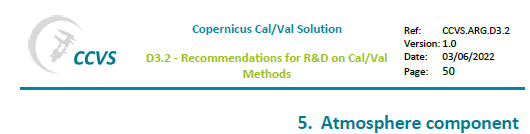 CCVS
Copernicus Cal/Val Solution
D3.2 - Recommendations for R&D on Cal/Val
Methods
Ref: CCVS.ARG.D3.2
Version: 1.0
Date: 03/06/2022
Page: 50
5. Atmosphere component